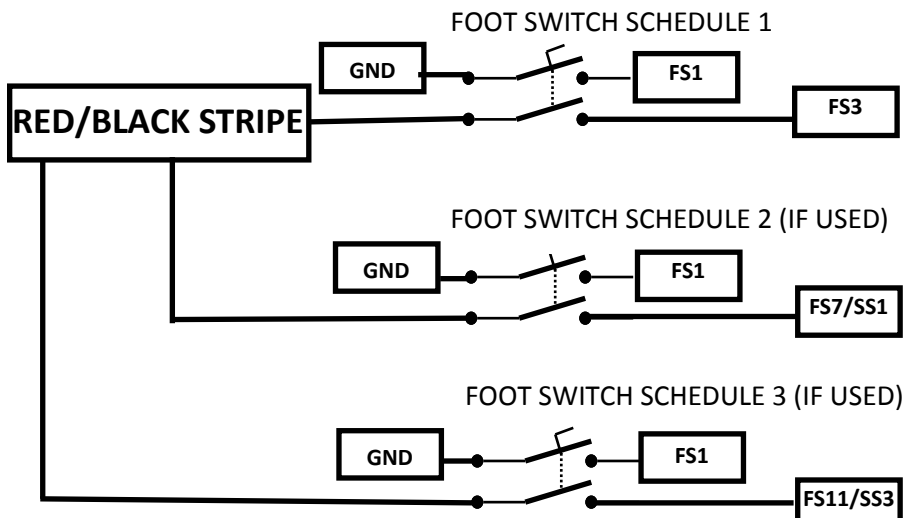 FOOT SWITCH SCHEDULE 1
GND
FS1
RED/BLACK STRIPE
FS3
FOOT SWITCH SCHEDULE 2 (IF USED)
GND
FS1
FS7/SS1
FOOT SWITCH SCHEDULE 3 (IF USED)
GND
FS1
FS11/SS3